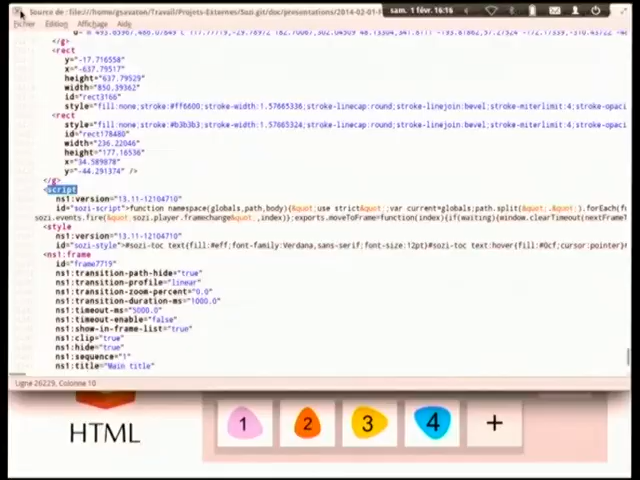 Source de : file:///home/gsavaton/Travail/Projets-Externes/Sozi.git/doc/presentations/2014-02-01-F
sam. 1 févr. 16:16
Fichier Edition Affichage Aide
</g>
<rect
y="-17.716558"
x="-637.79517"
height="637.79529"
width="850.39362"
id="rect3166"
style="fill:none;stroke:#ff6600;stroke-width:1.57665336;stroke-linecap:round;stroke-linejoin:bevel;stroke-miterlimit:4;stroke-opaci
<rect
style="fill:none;stroke:#b3b3b3;stroke-width:1.57665324;stroke-linecap:round;stroke-linejoin:bevel;stroke-miterlimit:4;stroke-opaci
id="rect178480"
width="236.22046"
height="177.16536"
x="34.589878"
y="-44.291374" />
</g>
<script
ns1:version="13.11-12104710"
id="sozi-script">function namespace(globals,path,body){&quot;use strict&quot;;var current=globals;path.split(&quot;.&quot;).forEach(f
sozi.events.fire(&quot;sozi.player.framechange&quot;,index)};exports.moveToFrame=function(index){if(waiting){window.clearTimeout(nextFrameT
<style
ns1:version="13.11-12104710"
id="sozi-style">#sozi-toc text{fill:#eff;font-family:Verdana,sans-serif;font-size:12pt}#sozi-toc text:hover{fill:#0cf;cursor:pointer}
<ns1:frame
id="frame7719"
ns1:transition-path-hide="true"
ns1:transition-profile="linear"
ns1:transition-zoom-percent="0.0"
ns1:transition-duration-ms="1000.0"
ns1:timeout-ms="5000.0"
ns1:timeout-enable="false"
ns1:show-in-frame-list="true"
ns1:clip="true"
ns1:hide="true"
ns1:sequence="1"
ns1:title="Main title"
Ligne 26229, Colonne 10
HTML
1 2 3 4 +